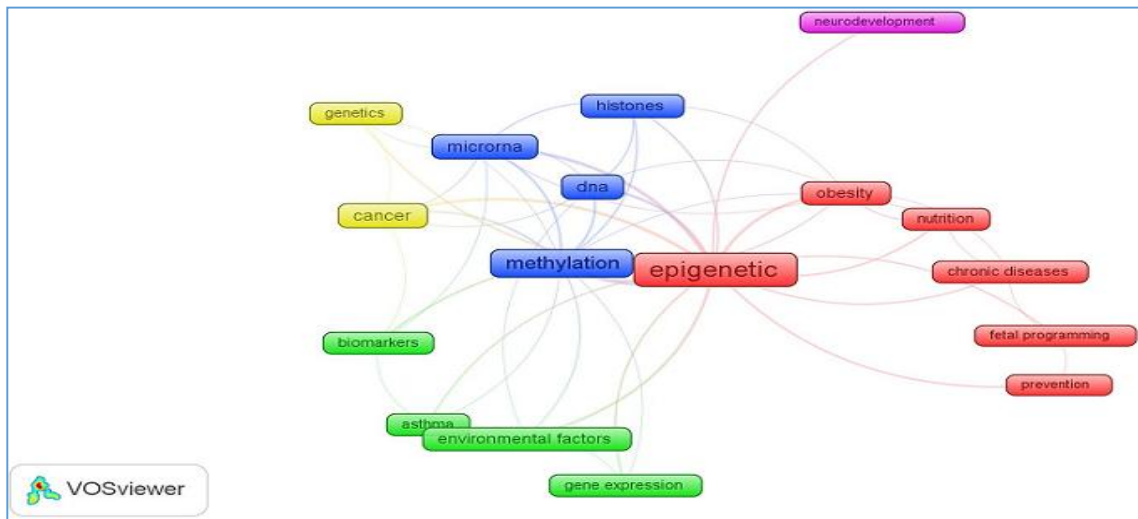 neurodevelopment
histones
genetics
microrna
dna
obesity
cancer
nutrition
methylation
epigenetic
chronic diseases
fetal programming
biomarkers
prevention
asthma
environmental factors
gene expression
VOSviewer